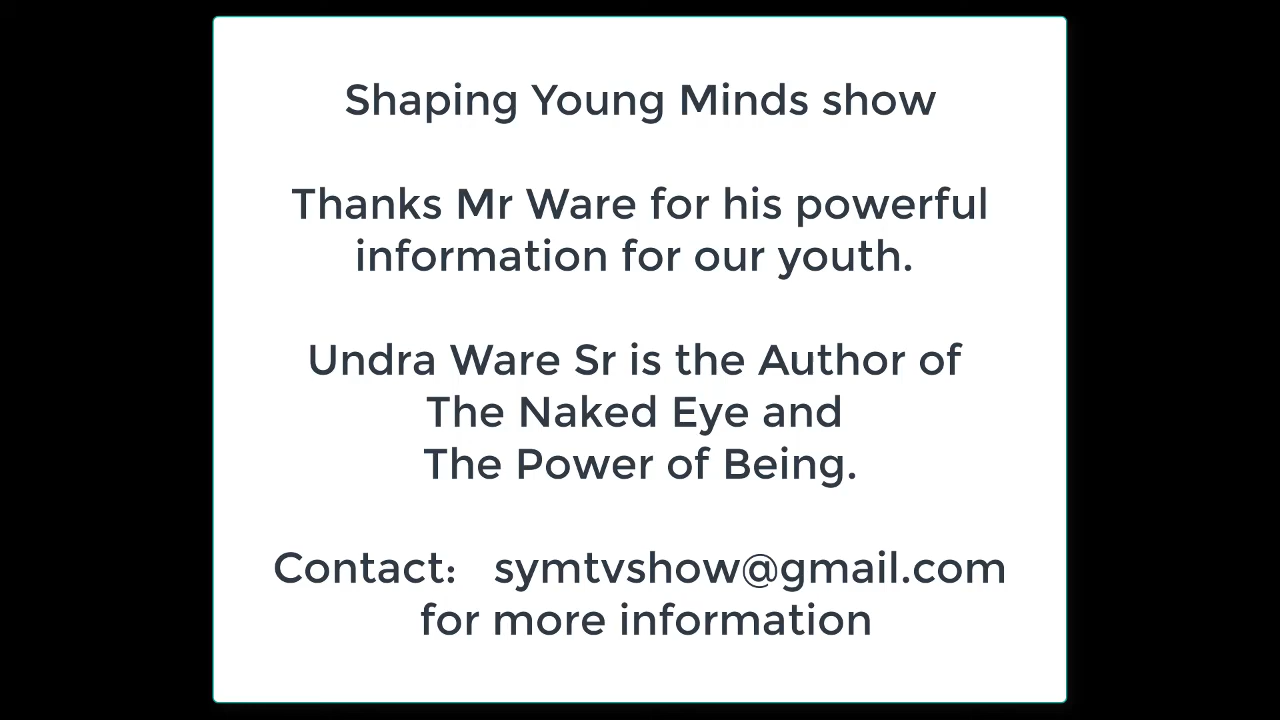 Shaping Young Minds show
Thanks Mr Ware for his powerful
information for our youth.
Undra Ware Sr is the Author of
The Naked Eye and
The Power of Being.
Contact:   symtvshow@gmail.com
for more information